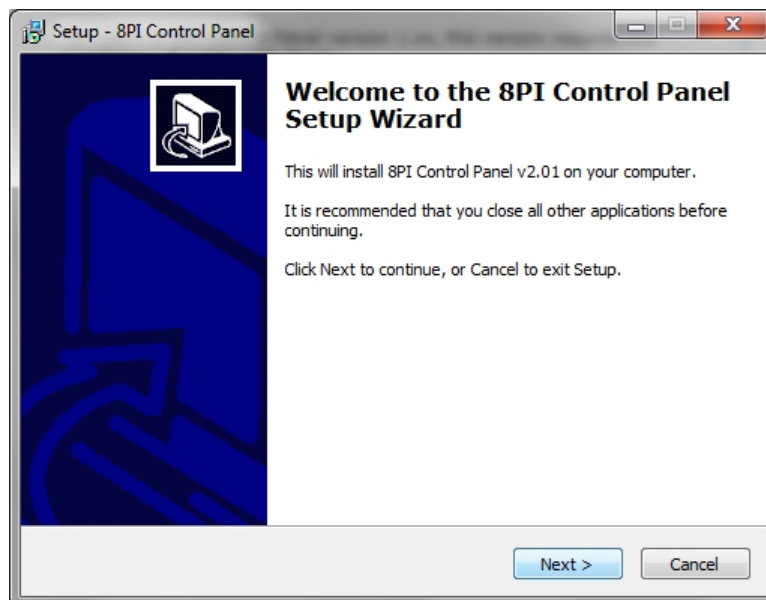 Setup - 8PI Control Panel
Welcome to the 8PI Control Panel
Setup Wizard
This will install 8PI Control Panel v2.01 on your computer.
It is recommended that you close all other applications before
continuing.
Click Next to continue, or Cancel to exit Setup.
Next >
Cancel